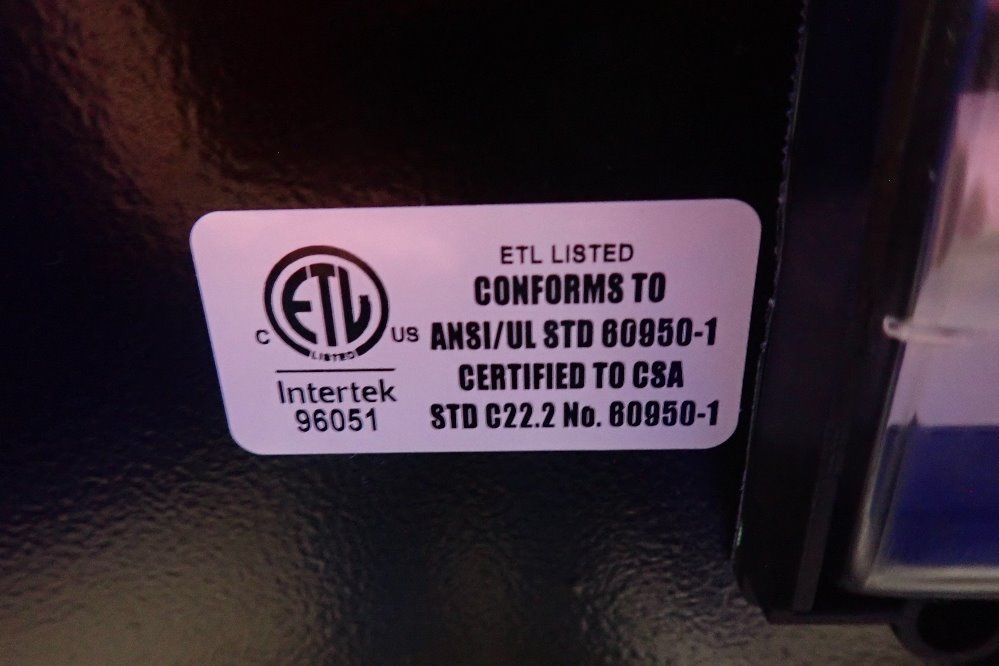 ETL
LISTED
C
US
Intertek
96051
ETL LISTED
CONFORMS TO
ANSI/UL STD 60950-1
CERTIFIED TO CSA
STD C22.2 No. 60950-1